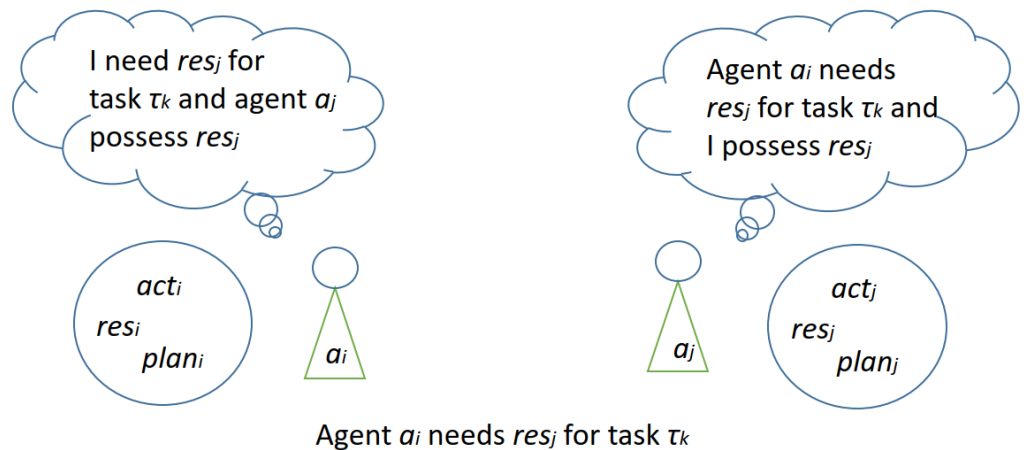 I need resj for
task τk and agent aj
possess resj
Agent ai needs
resj for task τk and
I possess resj
acti
resi
plani
ai
aj
actj
resj
planj
Agent ai needs resj for task τk